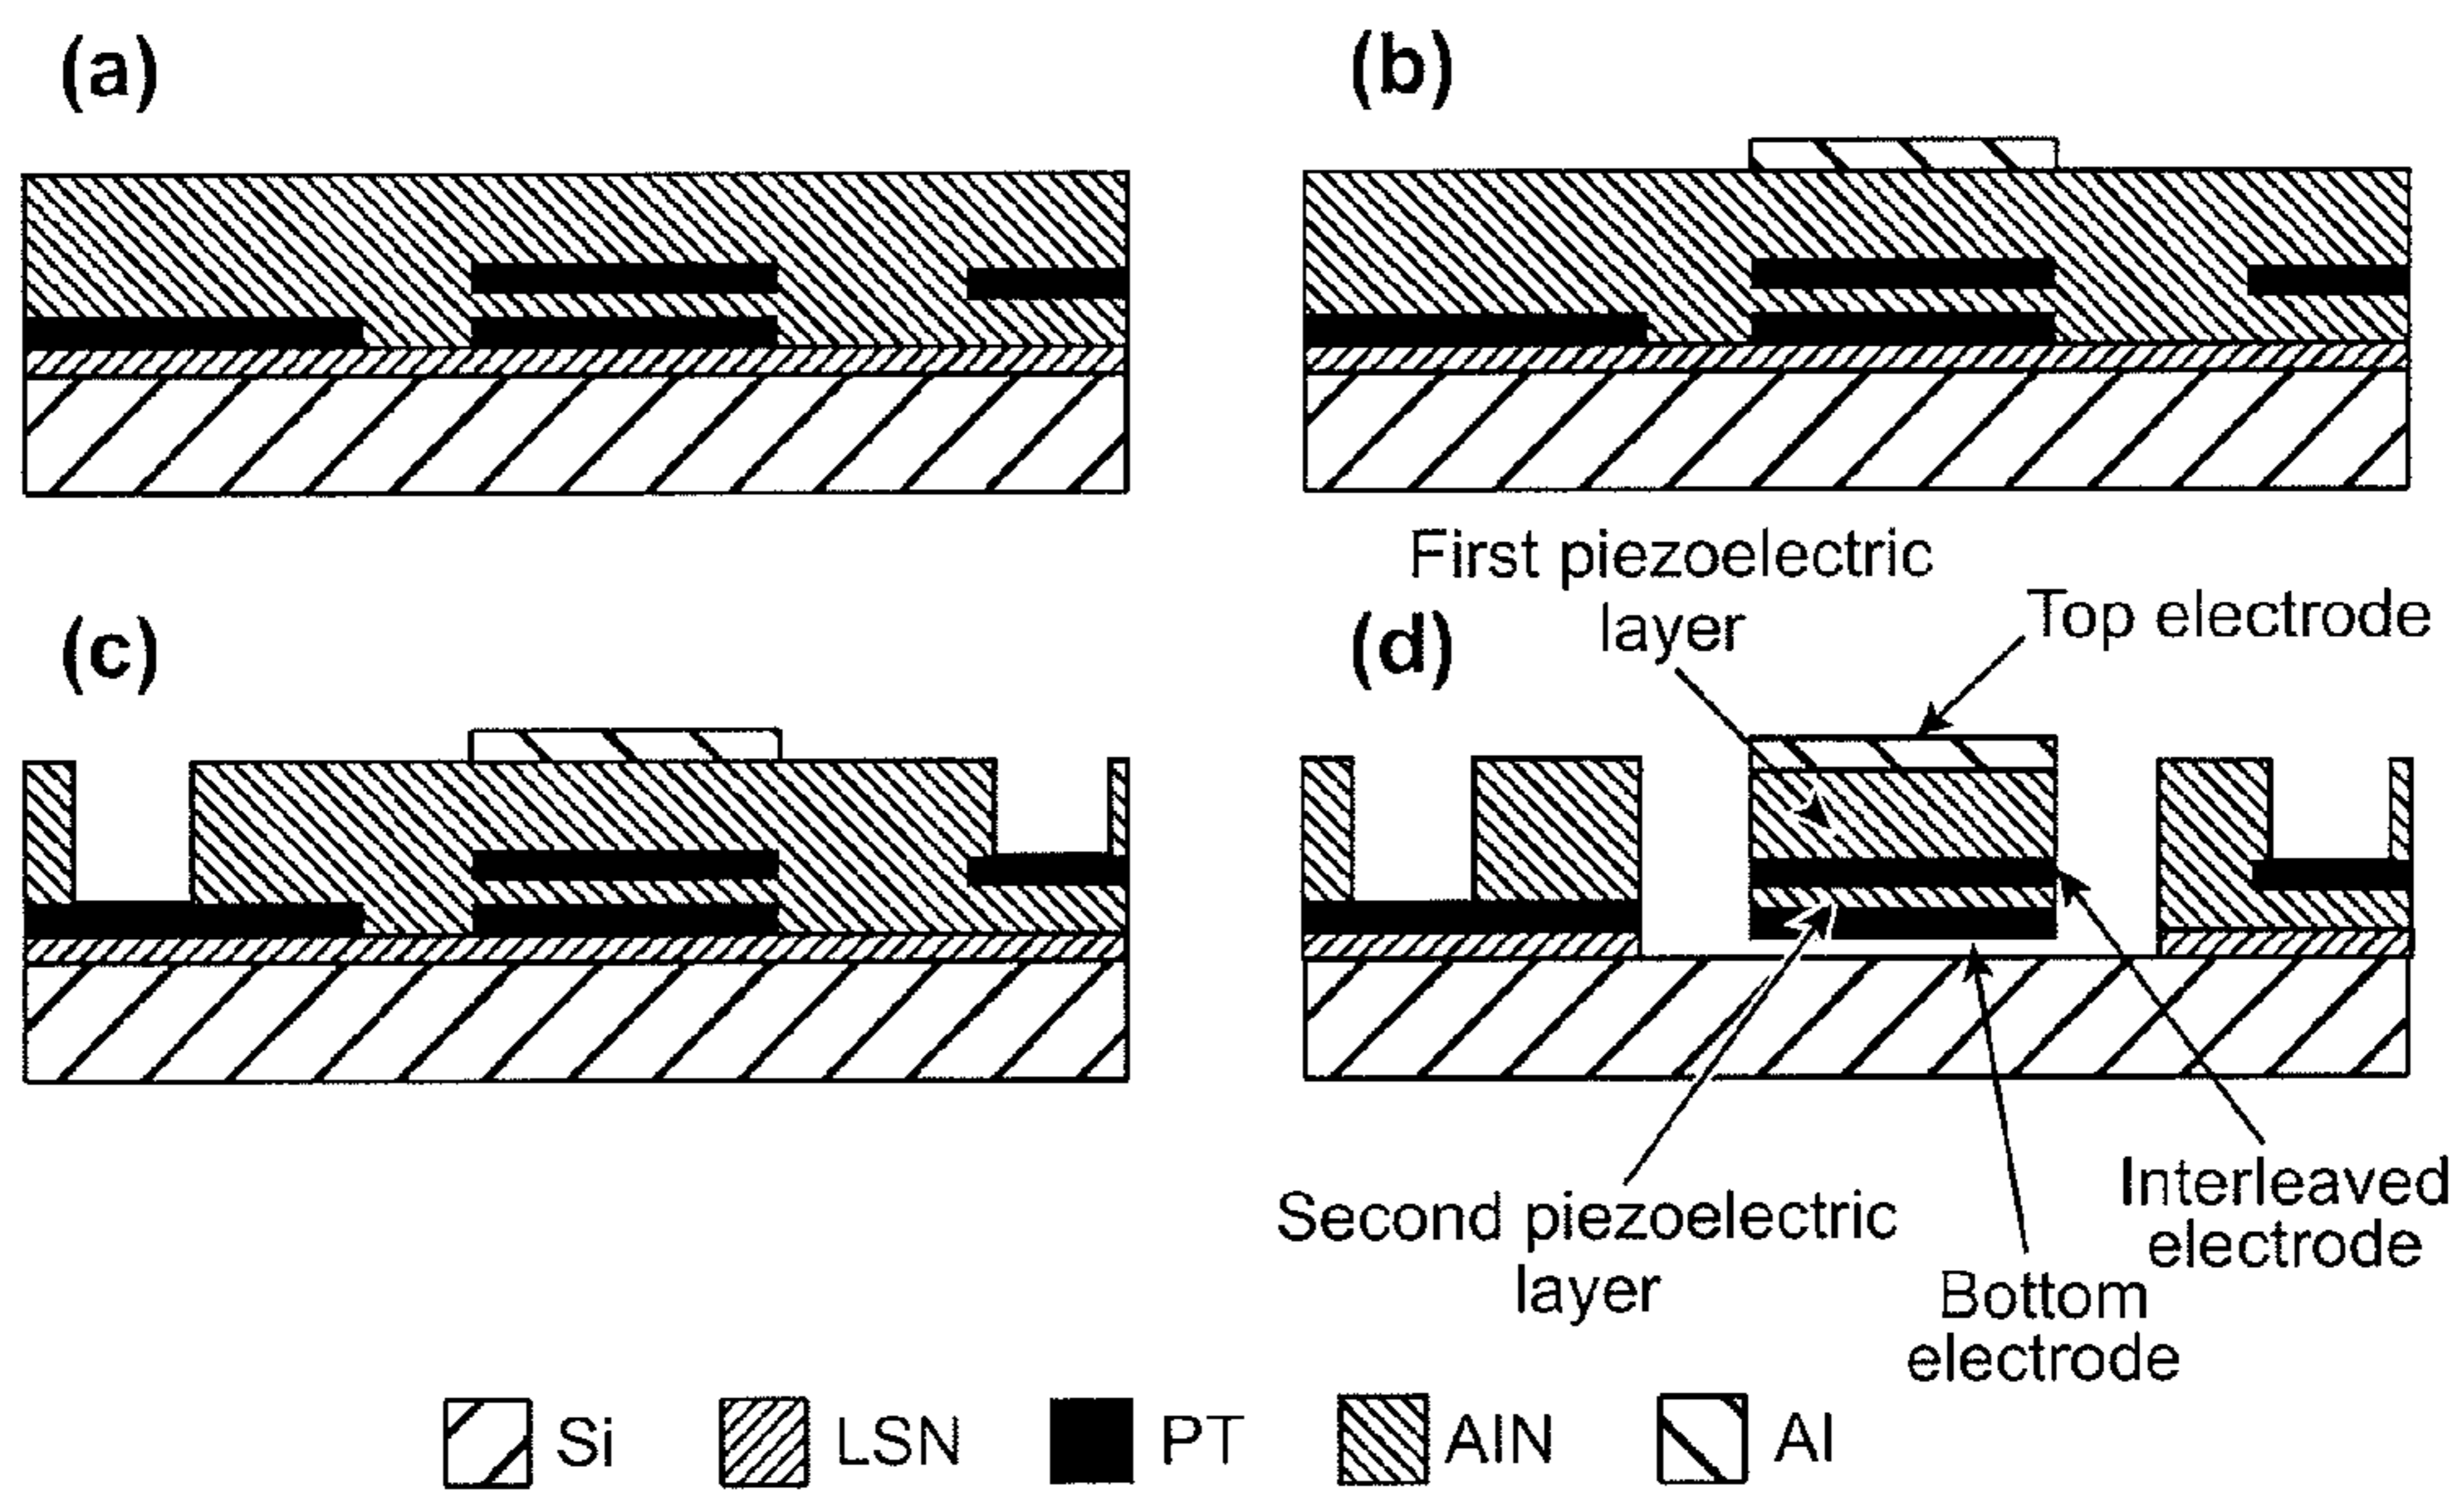 (a)
(b)
First piezoelectric
layer
Top electrode
(c)
(d)
Second piezoelectric
layer
Interleaved
electrode
Bottom
electrode
Si
LSN
PT
AlN
Al